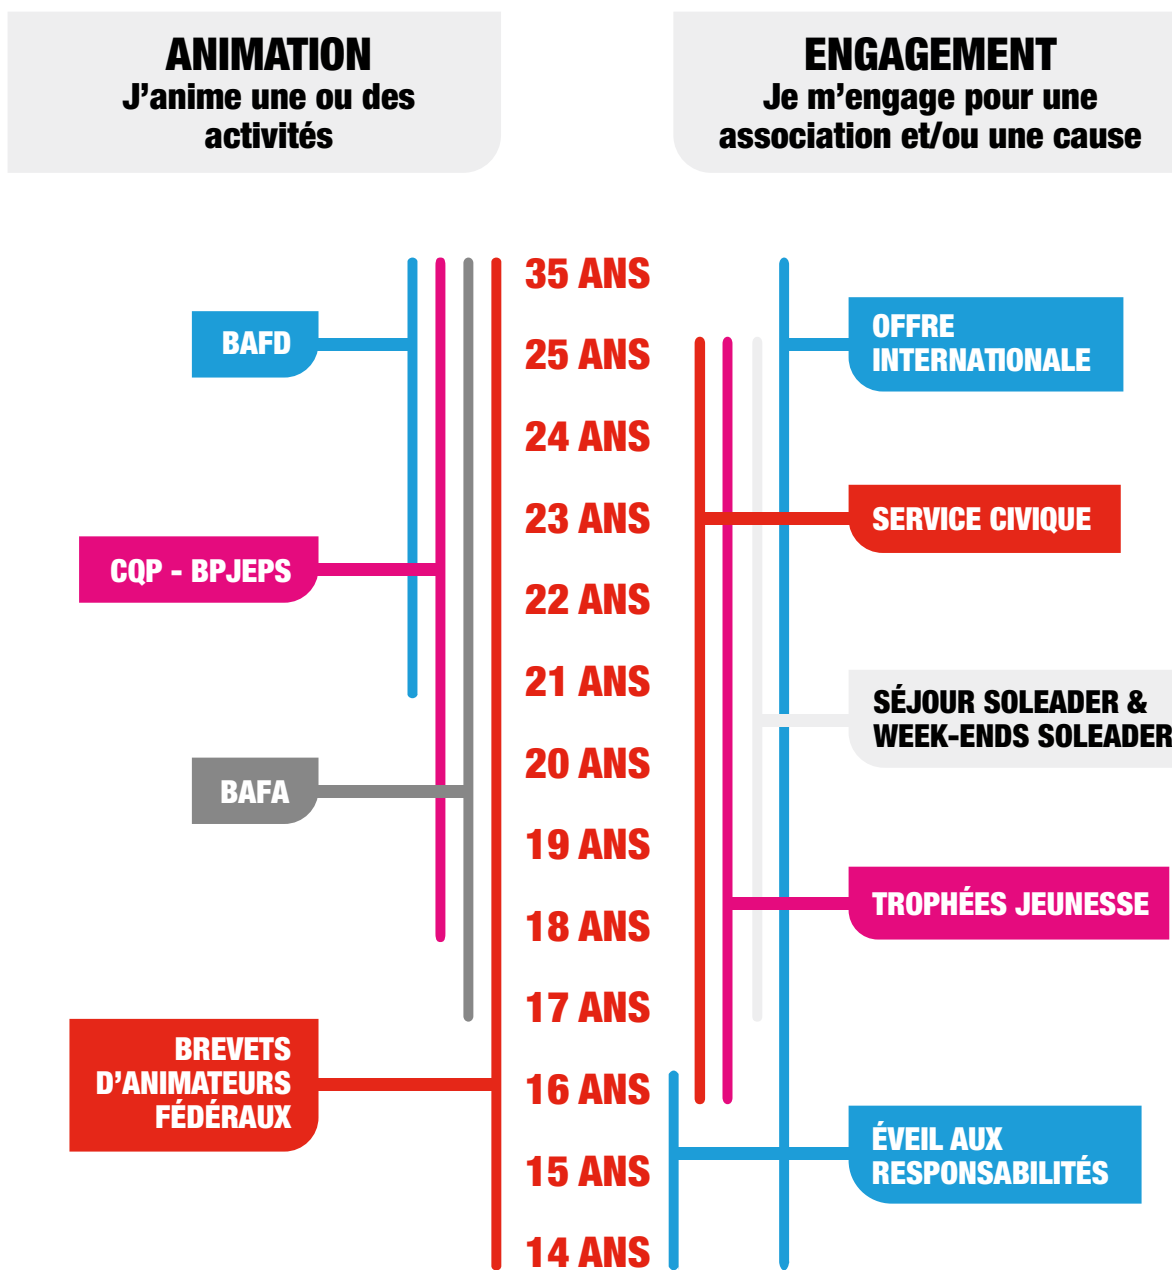 ANIMATION
J’anime une ou des
activités
ENGAGEMENT
Je m’engage pour une
association et/ou une cause
35 ANS
25 ANS
24 ANS
23 ANS
22 ANS
21 ANS
20 ANS
19 ANS
18 ANS
17 ANS
16 ANS
15 ANS
14 ANS
BAFD
CQP - BPJEPS
BAFA
BREVETS
D’ANIMATEURS
FÉDÉRAUX
OFFRE
INTERNATIONALE
SERVICE CIVIQUE
SÉJOUR SOLEADER &
WEEK-ENDS SOLEADER
TROPHÉES JEUNESSE
ÉVEIL AUX
RESPONSABILITÉS